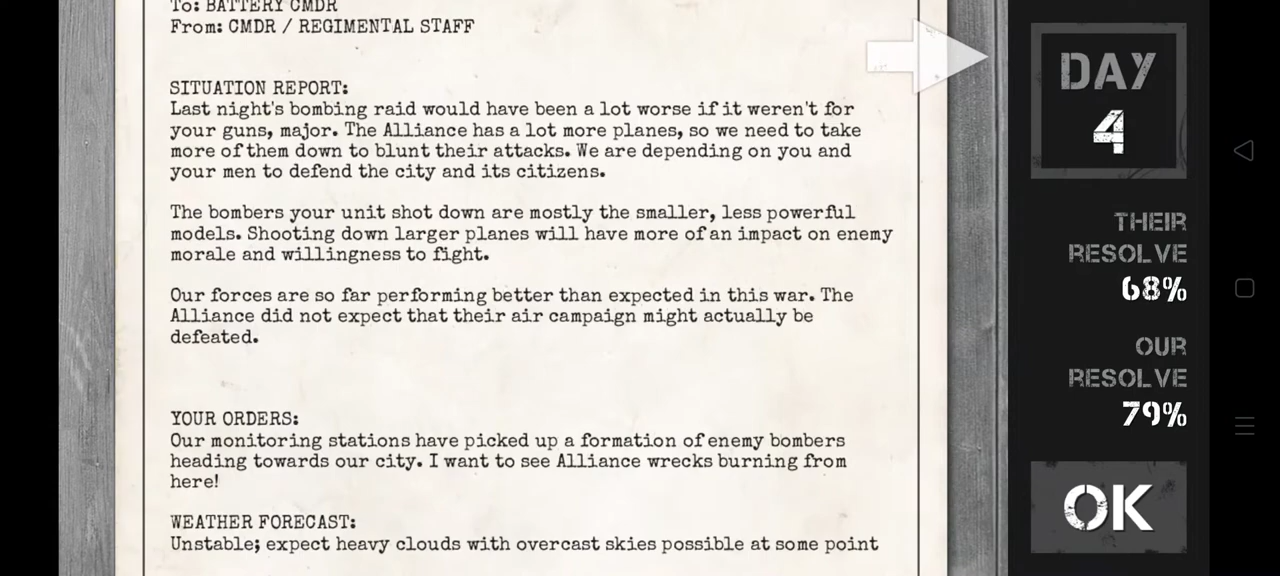 To: BATTERY CMDR
From: CMDR / REGIMENTAL STAFF
SITUATION REPORT:
Last night's bombing raid would have been a lot worse if it weren't for
your guns, major. The Alliance has a lot more planes, so we need to take
more of them down to blunt their attacks. We are depending on you and
your men to defend the city and its citizens.
The bombers your unit shot down are mostly the smaller, less powerful
models. Shooting down larger planes will have more of an impact on enemy
morale and willingness to fight.
Our forces are so far performing better than expected in this war. The
Alliance did not expect that their air campaign might actually be
defeated.
YOUR ORDERS:
Our monitoring stations have picked up a formation of enemy bombers
heading towards our city. I want to see Alliance wrecks burning from
here!
WEATHER FORECAST:
Unstable; expect heavy clouds with overcast skies possible at some point
DAY
4
THEIR
RESOLVE
68%
OUR
RESOLVE
79%
OK